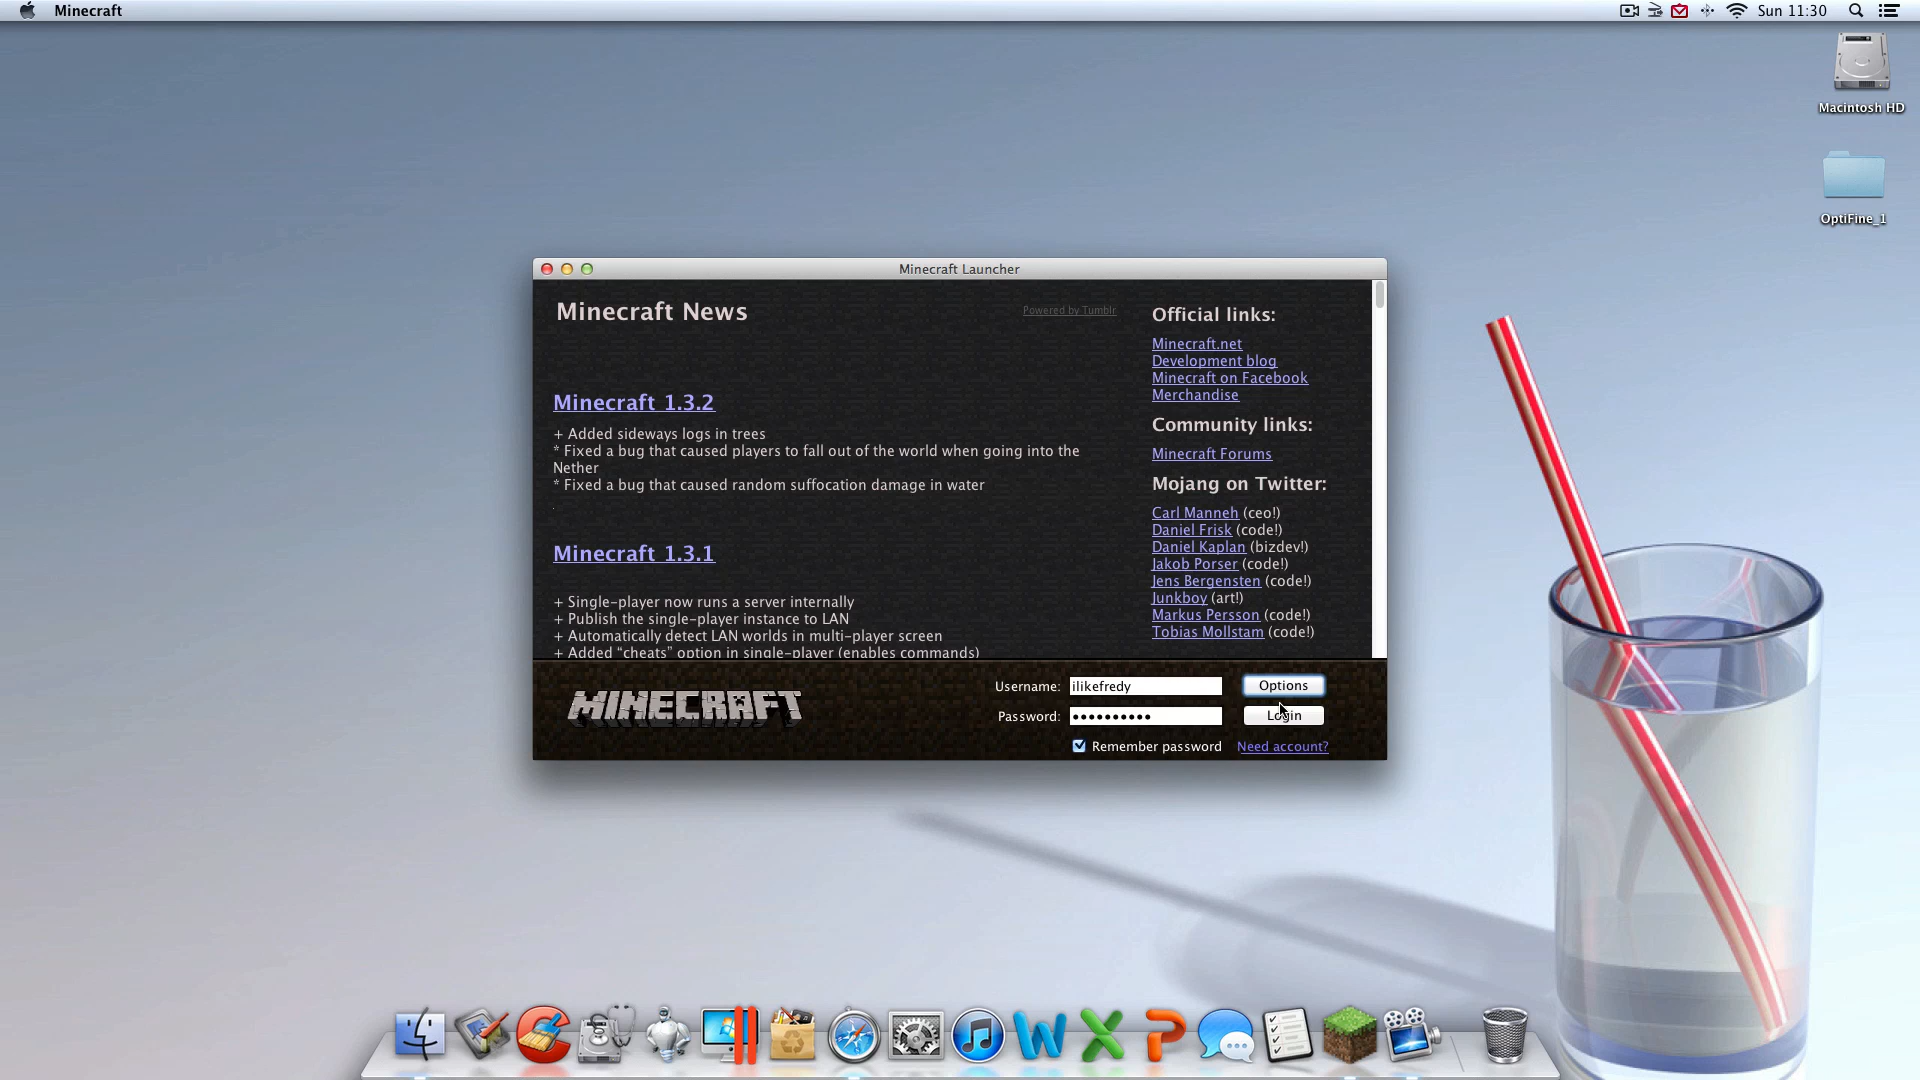 Minecraft
Sun 11:30
Macintosh HD
OptiFine_1
Minecraft Launcher
Minecraft News
Powered by Tumblr
Minecraft 1.3.2
+ Added sideways logs in trees
* Fixed a bug that caused players to fall out of the world when going into the
Nether
* Fixed a bug that caused random suffocation damage in water
.
Minecraft 1.3.1
+ Single-player now runs a server internally
+ Publish the single-player instance to LAN
+ Automatically detect LAN worlds in multi-player screen
+ Added “cheats” option in single-player (enables commands)
Official links:
Minecraft.net
Development blog
Minecraft on Facebook
Merchandise
Community links:
Minecraft Forums
Mojang on Twitter:
Carl Manneh (ceo!)
Daniel Frisk (code!)
Daniel Kaplan (bizdev!)
Jakob Porser (code!)
Jens Bergensten (code!)
Junkboy (art!)
Markus Persson (code!)
Tobias Mollstam (code!)
MINECRAFT
Username: ilikefredy
Options
Password: ••••••••••
Login
Remember password
Need account?